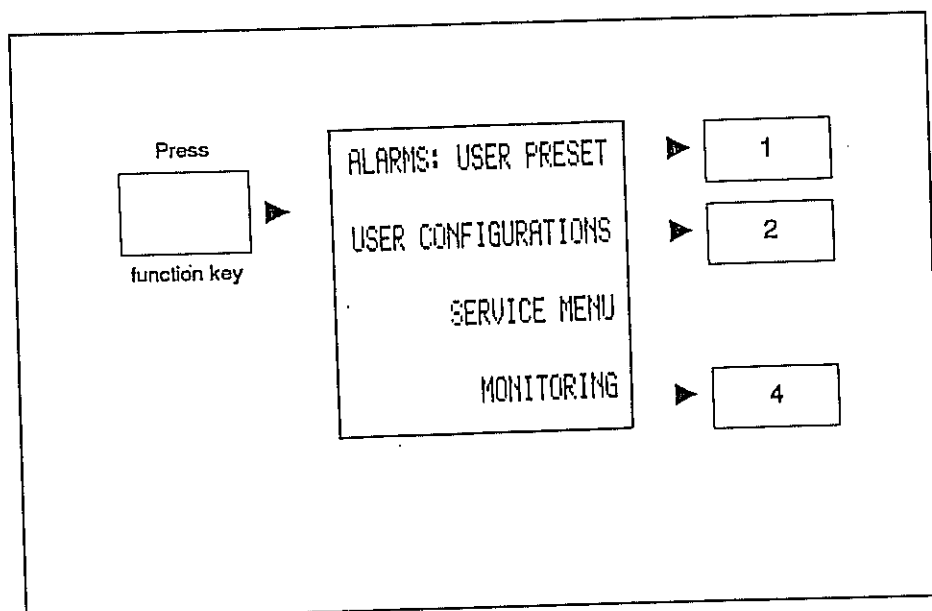 Press
function key
ALARMS: USER PRESET
USER CONFIGURATIONS
SERVICE MENU
MONITORING
1
2
4